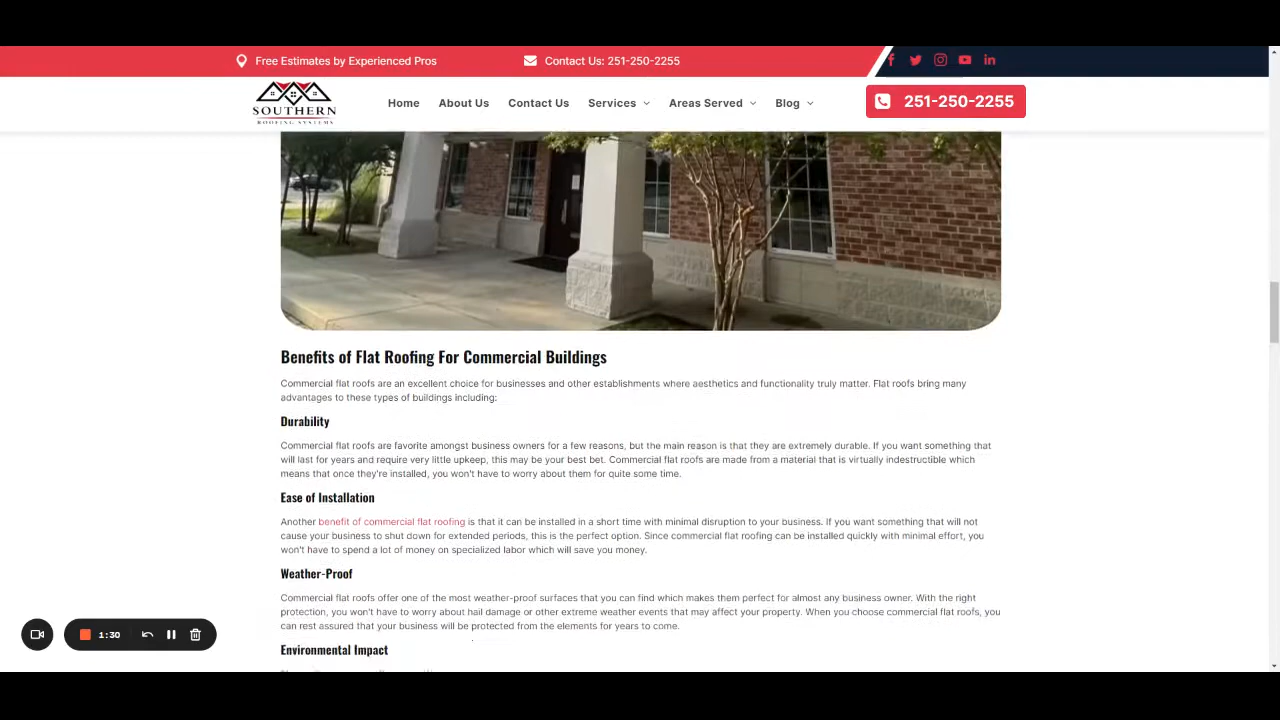 Free Estimates by Experienced Pros
Contact Us: 251-250-2255
SOUTHERN
ROOFING SYSTEMS
Home
About Us
Contact Us
Services
Areas Served
Blog
251-250-2255
Benefits of Flat Roofing For Commercial Buildings
Commercial flat roofs are an excellent choice for businesses and other establishments where aesthetics and functionality truly matter. Flat roofs bring many
advantages to these types of buildings including:
Durability
Commercial flat roofs are favorite amongst business owners for a few reasons, but the main reason is that they are extremely durable. If you want something that
will last for years and require very little upkeep, this may be your best bet. Commercial flat roofs are made from a material that is virtually indestructible which
means that once they're installed, you won't have to worry about them for quite some time.
Ease of Installation
Another benefit of commercial flat roofing is that it can be installed in a short time with minimal disruption to your business. If you want something that will not
cause your business to shut down for extended periods, this is the perfect option. Since commercial flat roofing can be installed quickly with minimal effort, you
won't have to spend a lot of money on specialized labor which will save you money.
Weather-Proof
Commercial flat roofs offer one of the most weather-proof surfaces that you can find which makes them perfect for almost any business owner. With the right
protection, you won't have to worry about hail damage or other extreme weather events that may affect your property. When you choose commercial flat roofs, you
can rest assured that your business will be protected from the elements for years to come.
Environmental Impact
1:30